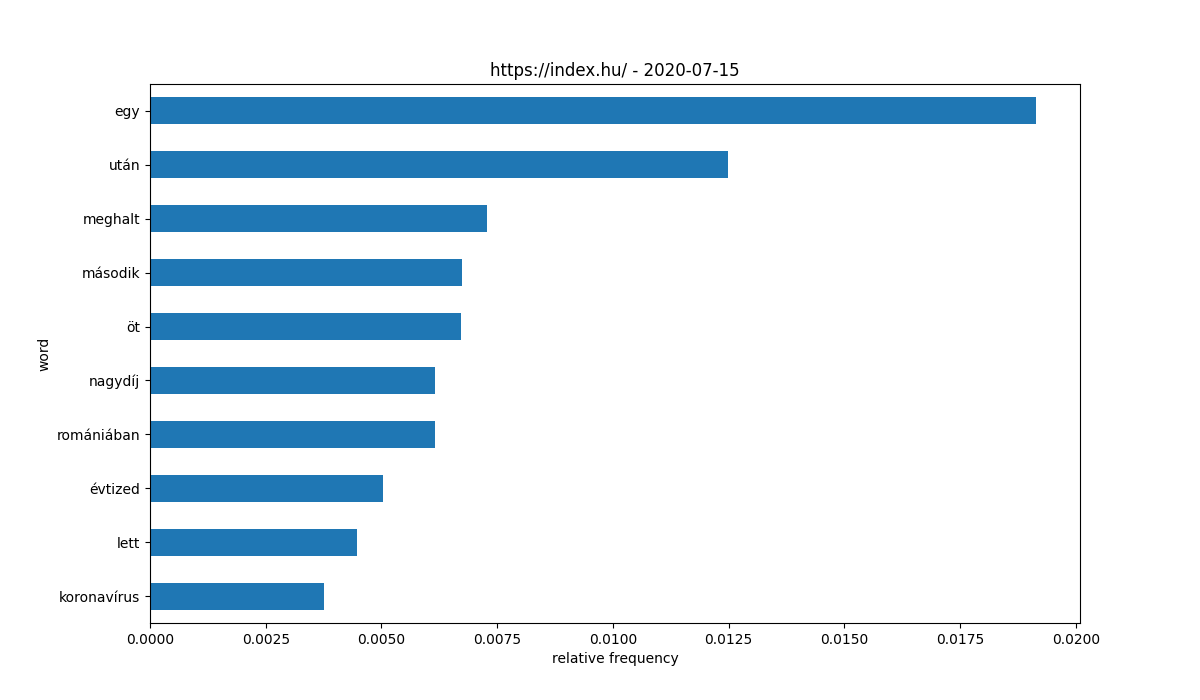 https://index.hu/ - 2020-07-15
egy
után
meghalt
második
öt
nagydíj
romániában
évtized
lett
koronavírus
word
0.0000 0.0025 0.0050 0.0075 0.0100 0.0125 0.0150 0.0175 0.0200
relative frequency